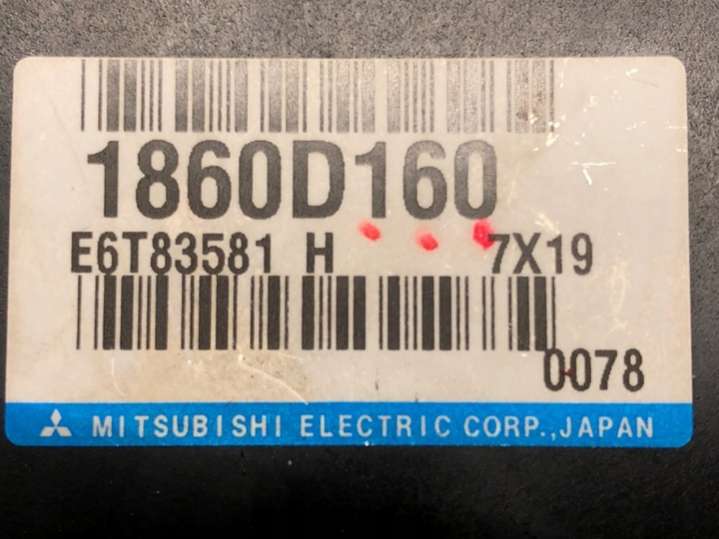 1860D160
E6T83581 H 7X19
0078
MITSUBISHI ELECTRIC CORP.,JAPAN